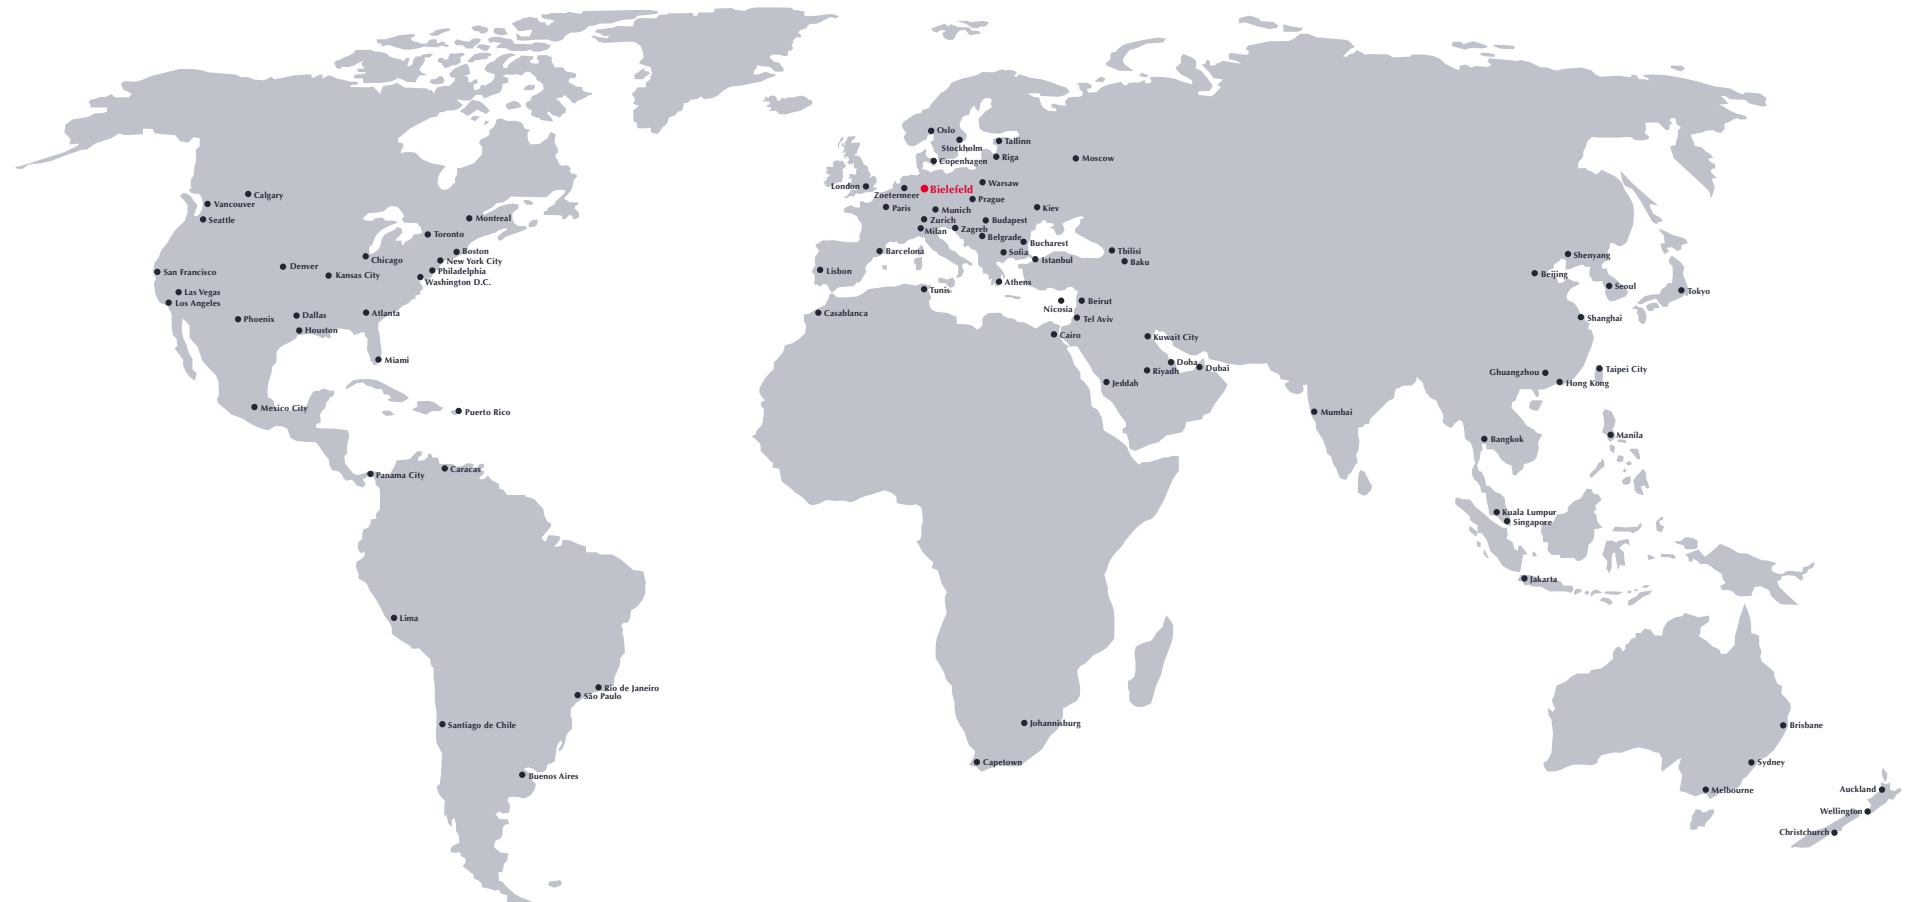 Oslo
Tallinn
Stockholm
Riga
Moscow
Copenhagen
London
Warsaw
Bielefeld
Zoetermeer
Calgary
Vancouver
Prague
Paris
Munich
Kiev
Seattle
Montreal
Zurich
Budapest
Zagreb
Milan
Toronto
Belgrade
Bucharest
Boston
Barcelona
Sofia
Tbilisi
Shenyang
Chicago
New York City
Istanbul
Baku
Denver
San Francisco
Kansas City
Philadelphia
Lisbon
Beijing
Washington D.C.
Athens
Seoul
Las Vegas
Tunis
Tokyo
Los Angeles
Beirut
Nicosia
Phoenix
Dallas
Atlanta
Casablanca
Tel Aviv
Shanghai
Houston
Cairo
Kuwait City
Miami
Doha
Dubai
Riyadh
Taipei City
Ghuangzhou
Jeddah
Hong Kong
Mexico City
Puerto Rico
Mumbai
Bangkok
Manila
Caracas
Panama City
Kuala Lumpur
Singapore
Jakarta
Lima
Rio de Janeiro
São Paulo
Santiago de Chile
Johannisburg
Brisbane
Capetown
Sydney
Buenos Aires
Melbourne
Auckland
Wellington
Christchurch